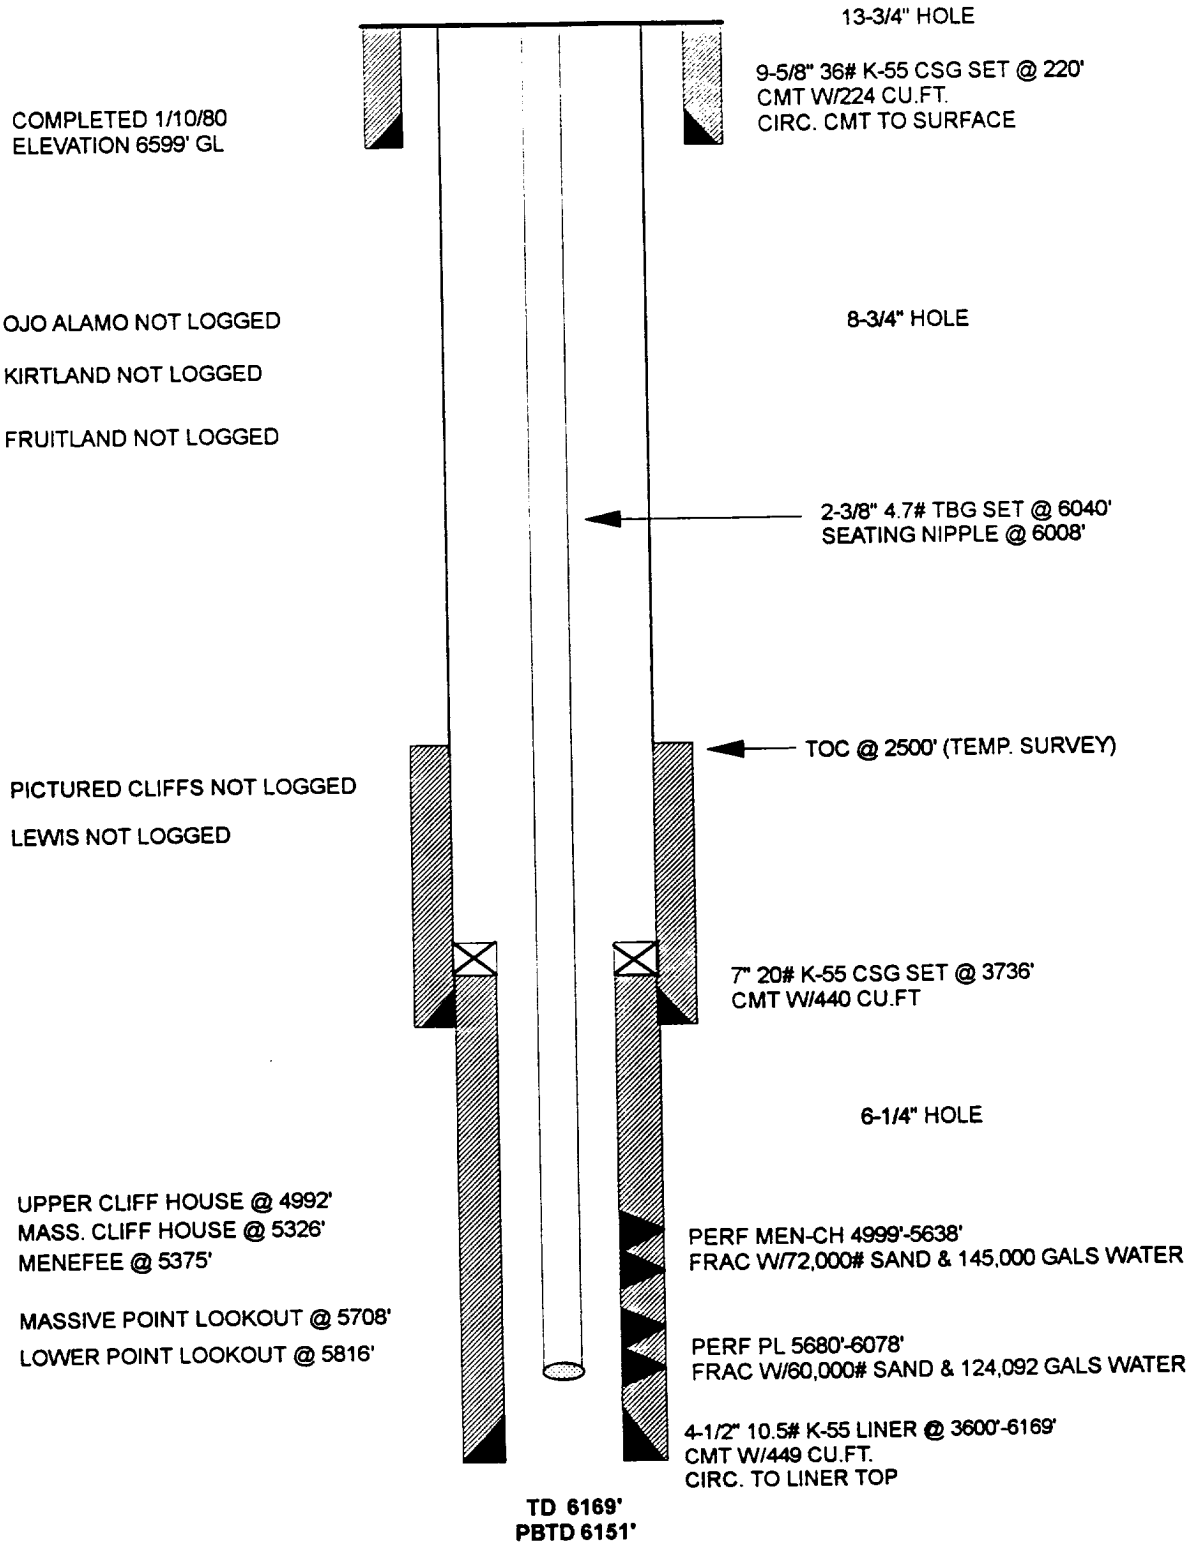 13-3/4" HOLE
9-5/8" 36# K-55 CSG SET @ 220'
CMT W/224 CU.FT.
CIRC. CMT TO SURFACE
COMPLETED 1/10/80
ELEVATION 6599' GL
OJO ALAMO NOT LOGGED
8-3/4" HOLE
KIRTLAND NOT LOGGED
FRUITLAND NOT LOGGED
2-3/8" 4.7# TBG SET @ 6040'
SEATING NIPPLE @ 6008'
TOC @ 2500' (TEMP. SURVEY)
PICTURED CLIFFS NOT LOGGED
LEWIS NOT LOGGED
7" 20# K-55 CSG SET @ 3736'
CMT W/440 CU.FT
6-1/4" HOLE
UPPER CLIFF HOUSE @ 4992'
MASS. CLIFF HOUSE @ 5326'
MENEFEE @ 5375'
PERF MEN-CH 4999'-5638'
FRAC W/72,000# SAND & 145,000 GALS WATER
MASSIVE POINT LOOKOUT @ 5708'
LOWER POINT LOOKOUT @ 5816'
PERF PL 5680'-6078'
FRAC W/60,000# SAND & 124,092 GALS WATER
4-1/2" 10.5# K-55 LINER @ 3600'-6169'
CMT W/449 CU.FT.
CIRC. TO LINER TOP
TD 6169'
PBTD 6151'